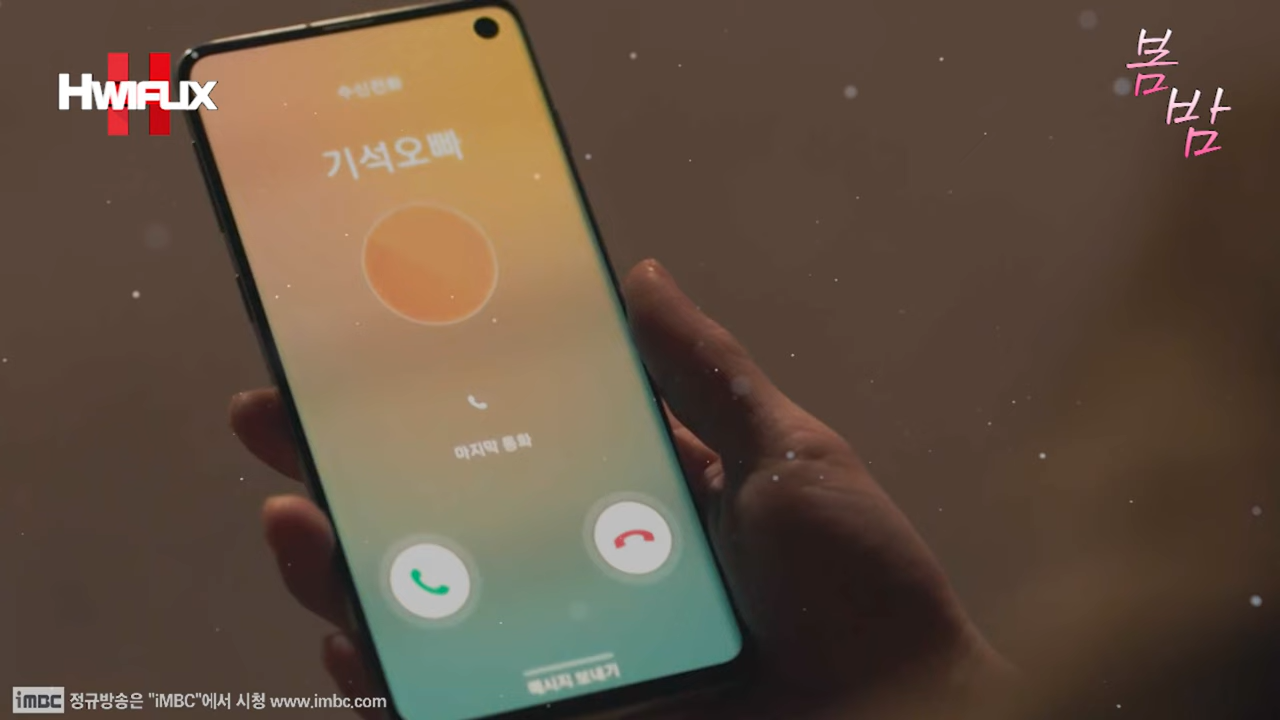 HWIFLIX
봄
밤
수신전화
기석오빠
마지막 통화
메시지 보내기
iMBC 정규방송은 "iMBC"에서 시청 www.imbc.com